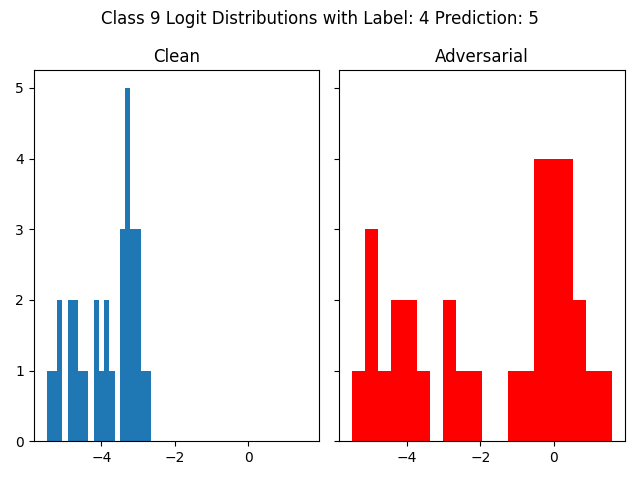 Class 9 Logit Distributions with Label: 4 Prediction: 5
Clean
Adversarial
5
4
3
2
1
0
−4 −2 0
−4 −2 0